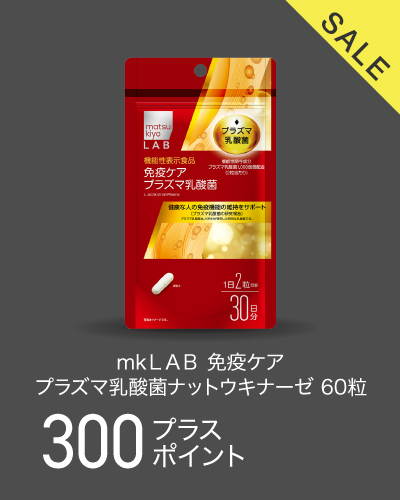 SALE
matsu
kiyo
LAB
プラズマ
乳酸菌
機能性表示食品
免疫ケア
プラズマ乳酸菌
健康な人の免疫機能の維持をサポート
1日2粒目安
30日分
mkLAB 免疫ケア
プラズマ乳酸菌ナットウキナーゼ 60粒
300プラス
ポイント